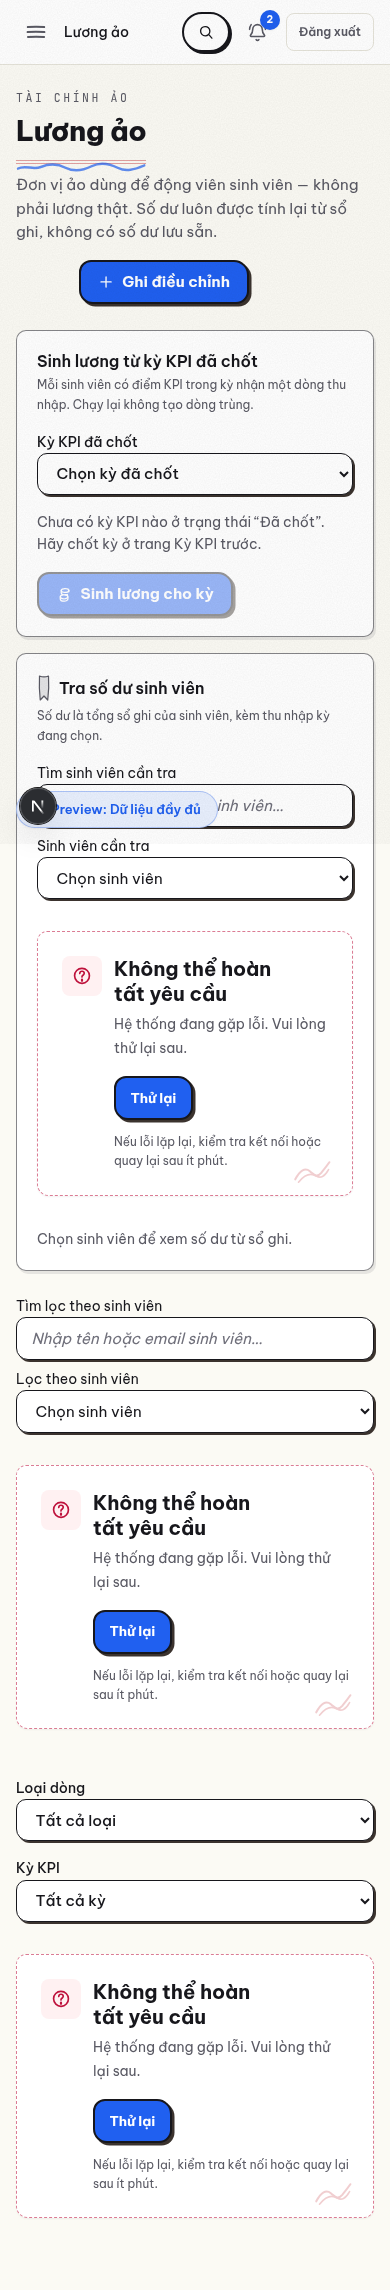 Lương ảo
2
Đăng xuất
TÀI CHÍNH ẢO
Lương ảo
Đơn vị ảo dùng để động viên sinh viên — không
phải lương thật. Số dư luôn được tính lại từ sổ
ghi, không có số dư lưu sẵn.
Ghi điều chỉnh
Sinh lương từ kỳ KPI đã chốt
Mỗi sinh viên có điểm KPI trong kỳ nhận một dòng thu
nhập. Chạy lại không tạo dòng trùng.
Kỳ KPI đã chốt
Chọn kỳ đã chốt
Chưa có kỳ KPI nào ở trạng thái “Đã chốt”.
Hãy chốt kỳ ở trang Kỳ KPI trước.
Sinh lương cho kỳ
Tra số dư sinh viên
Số dư là tổng sổ ghi của sinh viên, kèm thu nhập kỳ
đang chọn.
Tìm sinh viên cần tra
N
Preview: Dữ liệu đầy đủ
sinh viên...
Sinh viên cần tra
Chọn sinh viên
Không thể hoàn
tất yêu cầu
Hệ thống đang gặp lỗi. Vui lòng
thử lại sau.
Thử lại
Nếu lỗi lặp lại, kiểm tra kết nối hoặc
quay lại sau ít phút.
Chọn sinh viên để xem số dư từ sổ ghi.
Tìm lọc theo sinh viên
Nhập tên hoặc email sinh viên...
Lọc theo sinh viên
Chọn sinh viên
Không thể hoàn
tất yêu cầu
Hệ thống đang gặp lỗi. Vui lòng thử
lại sau.
Thử lại
Nếu lỗi lặp lại, kiểm tra kết nối hoặc quay lại
sau ít phút.
Loại dòng
Tất cả loại
Kỳ KPI
Tất cả kỳ
Không thể hoàn
tất yêu cầu
Hệ thống đang gặp lỗi. Vui lòng thử
lại sau.
Thử lại
Nếu lỗi lặp lại, kiểm tra kết nối hoặc quay lại
sau ít phút.